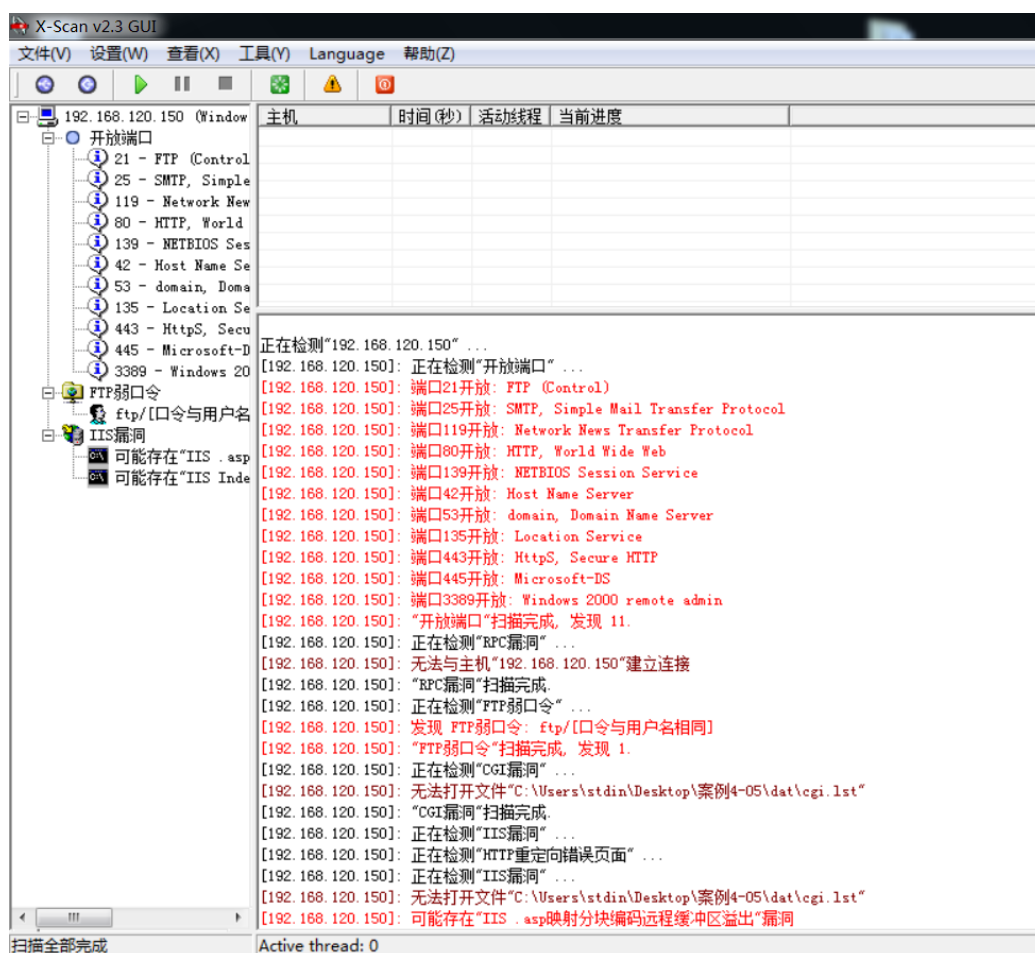 X-Scan v2.3 GUI
文件(V) 设置(W) 查看(X) 工具(Y) Language 帮助(Z)
192.168.120.150 (Window
开放端口
21 - FTP (Control
25 - SMTP, Simple
119 - Network New
80 - HTTP, World
139 - NETBIOS Ses
42 - Host Name Se
53 - domain, Doma
135 - Location Se
443 - HttpS, Secu
445 - Microsoft-D
3389 - Windows 20
FTP弱口令
ftp/[口令与用户名
IIS漏洞
可能存在"IIS .asp
可能存在"IIS Inde
主机 时间(秒) 活动线程 当前进度
正在检测"192.168.120.150" ...
[192.168.120.150]: 正在检测"开放端口" ...
[192.168.120.150]: 端口21开放: FTP (Control)
[192.168.120.150]: 端口25开放: SMTP, Simple Mail Transfer Protocol
[192.168.120.150]: 端口119开放: Network News Transfer Protocol
[192.168.120.150]: 端口80开放: HTTP, World Wide Web
[192.168.120.150]: 端口139开放: NETBIOS Session Service
[192.168.120.150]: 端口42开放: Host Name Server
[192.168.120.150]: 端口53开放: domain, Domain Name Server
[192.168.120.150]: 端口135开放: Location Service
[192.168.120.150]: 端口443开放: HttpS, Secure HTTP
[192.168.120.150]: 端口445开放: Microsoft-DS
[192.168.120.150]: 端口3389开放: Windows 2000 remote admin
[192.168.120.150]: "开放端口"扫描完成, 发现 11.
[192.168.120.150]: 正在检测"RPC漏洞" ...
[192.168.120.150]: 无法与主机"192.168.120.150"建立连接
[192.168.120.150]: "RPC漏洞"扫描完成.
[192.168.120.150]: 正在检测"FTP弱口令" ...
[192.168.120.150]: 发现 FTP弱口令: ftp/[口令与用户名相同]
[192.168.120.150]: "FTP弱口令"扫描完成, 发现 1.
[192.168.120.150]: 正在检测"CGI漏洞" ...
[192.168.120.150]: 无法打开文件"C:\Users\stdin\Desktop\案例4-05\dat\cgi.lst"
[192.168.120.150]: "CGI漏洞"扫描完成.
[192.168.120.150]: 正在检测"IIS漏洞" ...
[192.168.120.150]: 正在检测"HTTP重定向错误页面" ...
[192.168.120.150]: 正在检测"IIS漏洞" ...
[192.168.120.150]: 无法打开文件"C:\Users\stdin\Desktop\案例4-05\dat\cgi.lst"
[192.168.120.150]: 可能存在"IIS .asp映射分块编码远程缓冲区溢出"漏洞
扫描全部完成 Active thread: 0